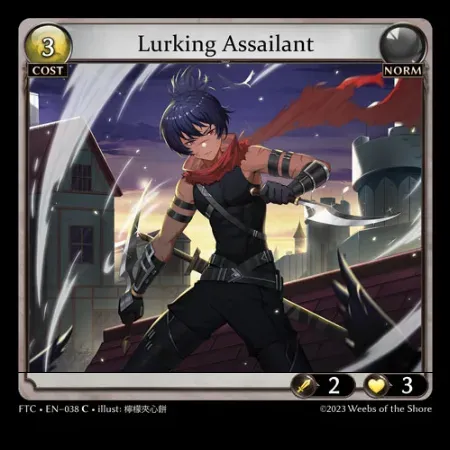 3 Lurking Assailant
COST NORM
2 3
FTC • EN–038 C • illust: 檸檬夾心餅 ©2023 Weebs of the Shore